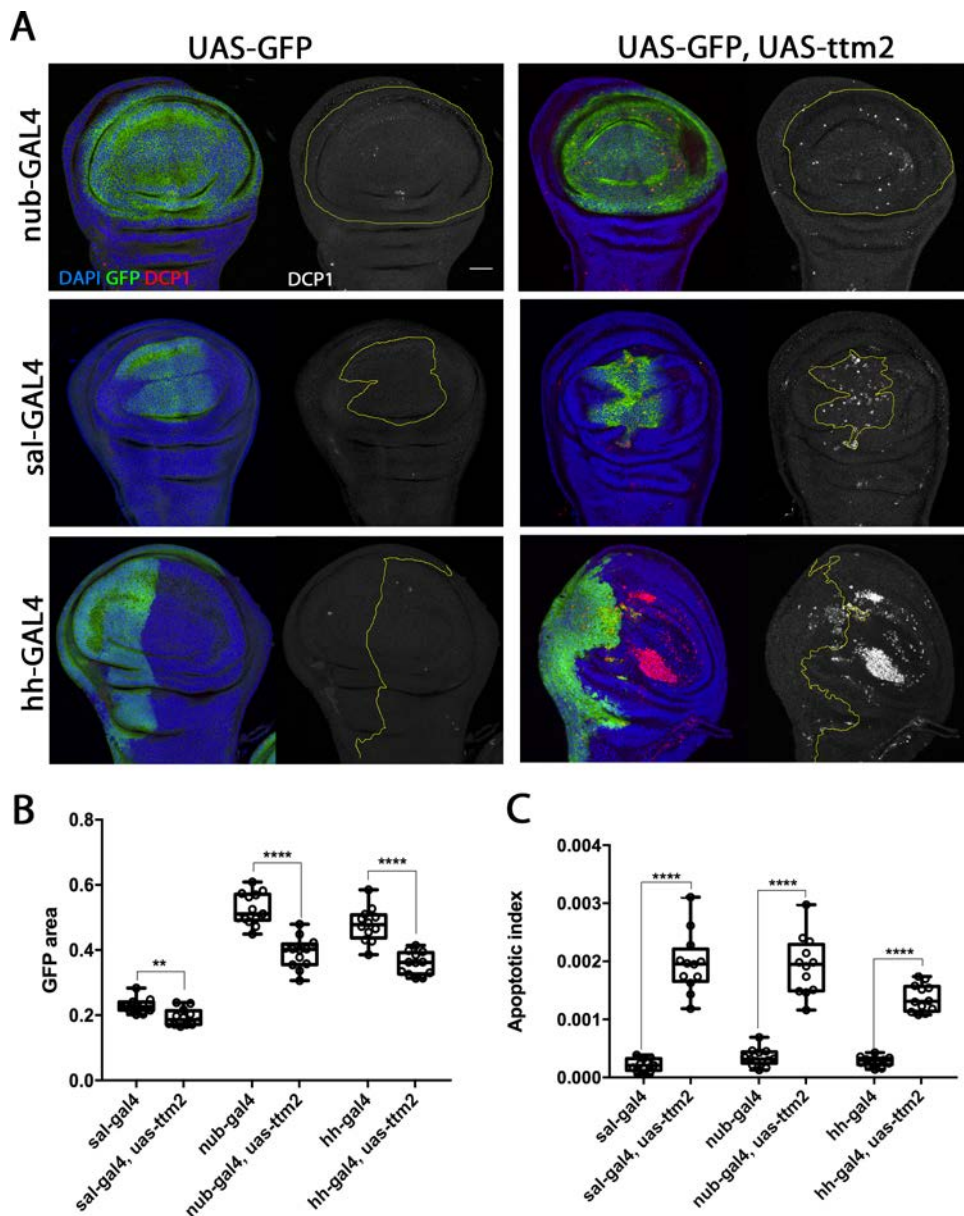 A
UAS-GFP
UAS-GFP, UAS-ttm2
nub-GAL4
DAPI GFP DCP1
DCP1
sal-GAL4
hh-GAL4
B
GFP area
0.8
0.6
0.4
0.2
0.0
**
****
****
sal-gal4
sal-gal4, uas-ttm2
nub-gal4
nub-gal4, uas-ttm2
hh-gal4
hh-gal4, uas-ttm2
C
Apoptotic index
0.004
0.003
0.002
0.001
0.000
****
****
****
sal-gal4
sal-gal4, uas-ttm2
nub-gal4
nub-gal4, uas-ttm2
hh-gal4
hh-gal4, uas-ttm2